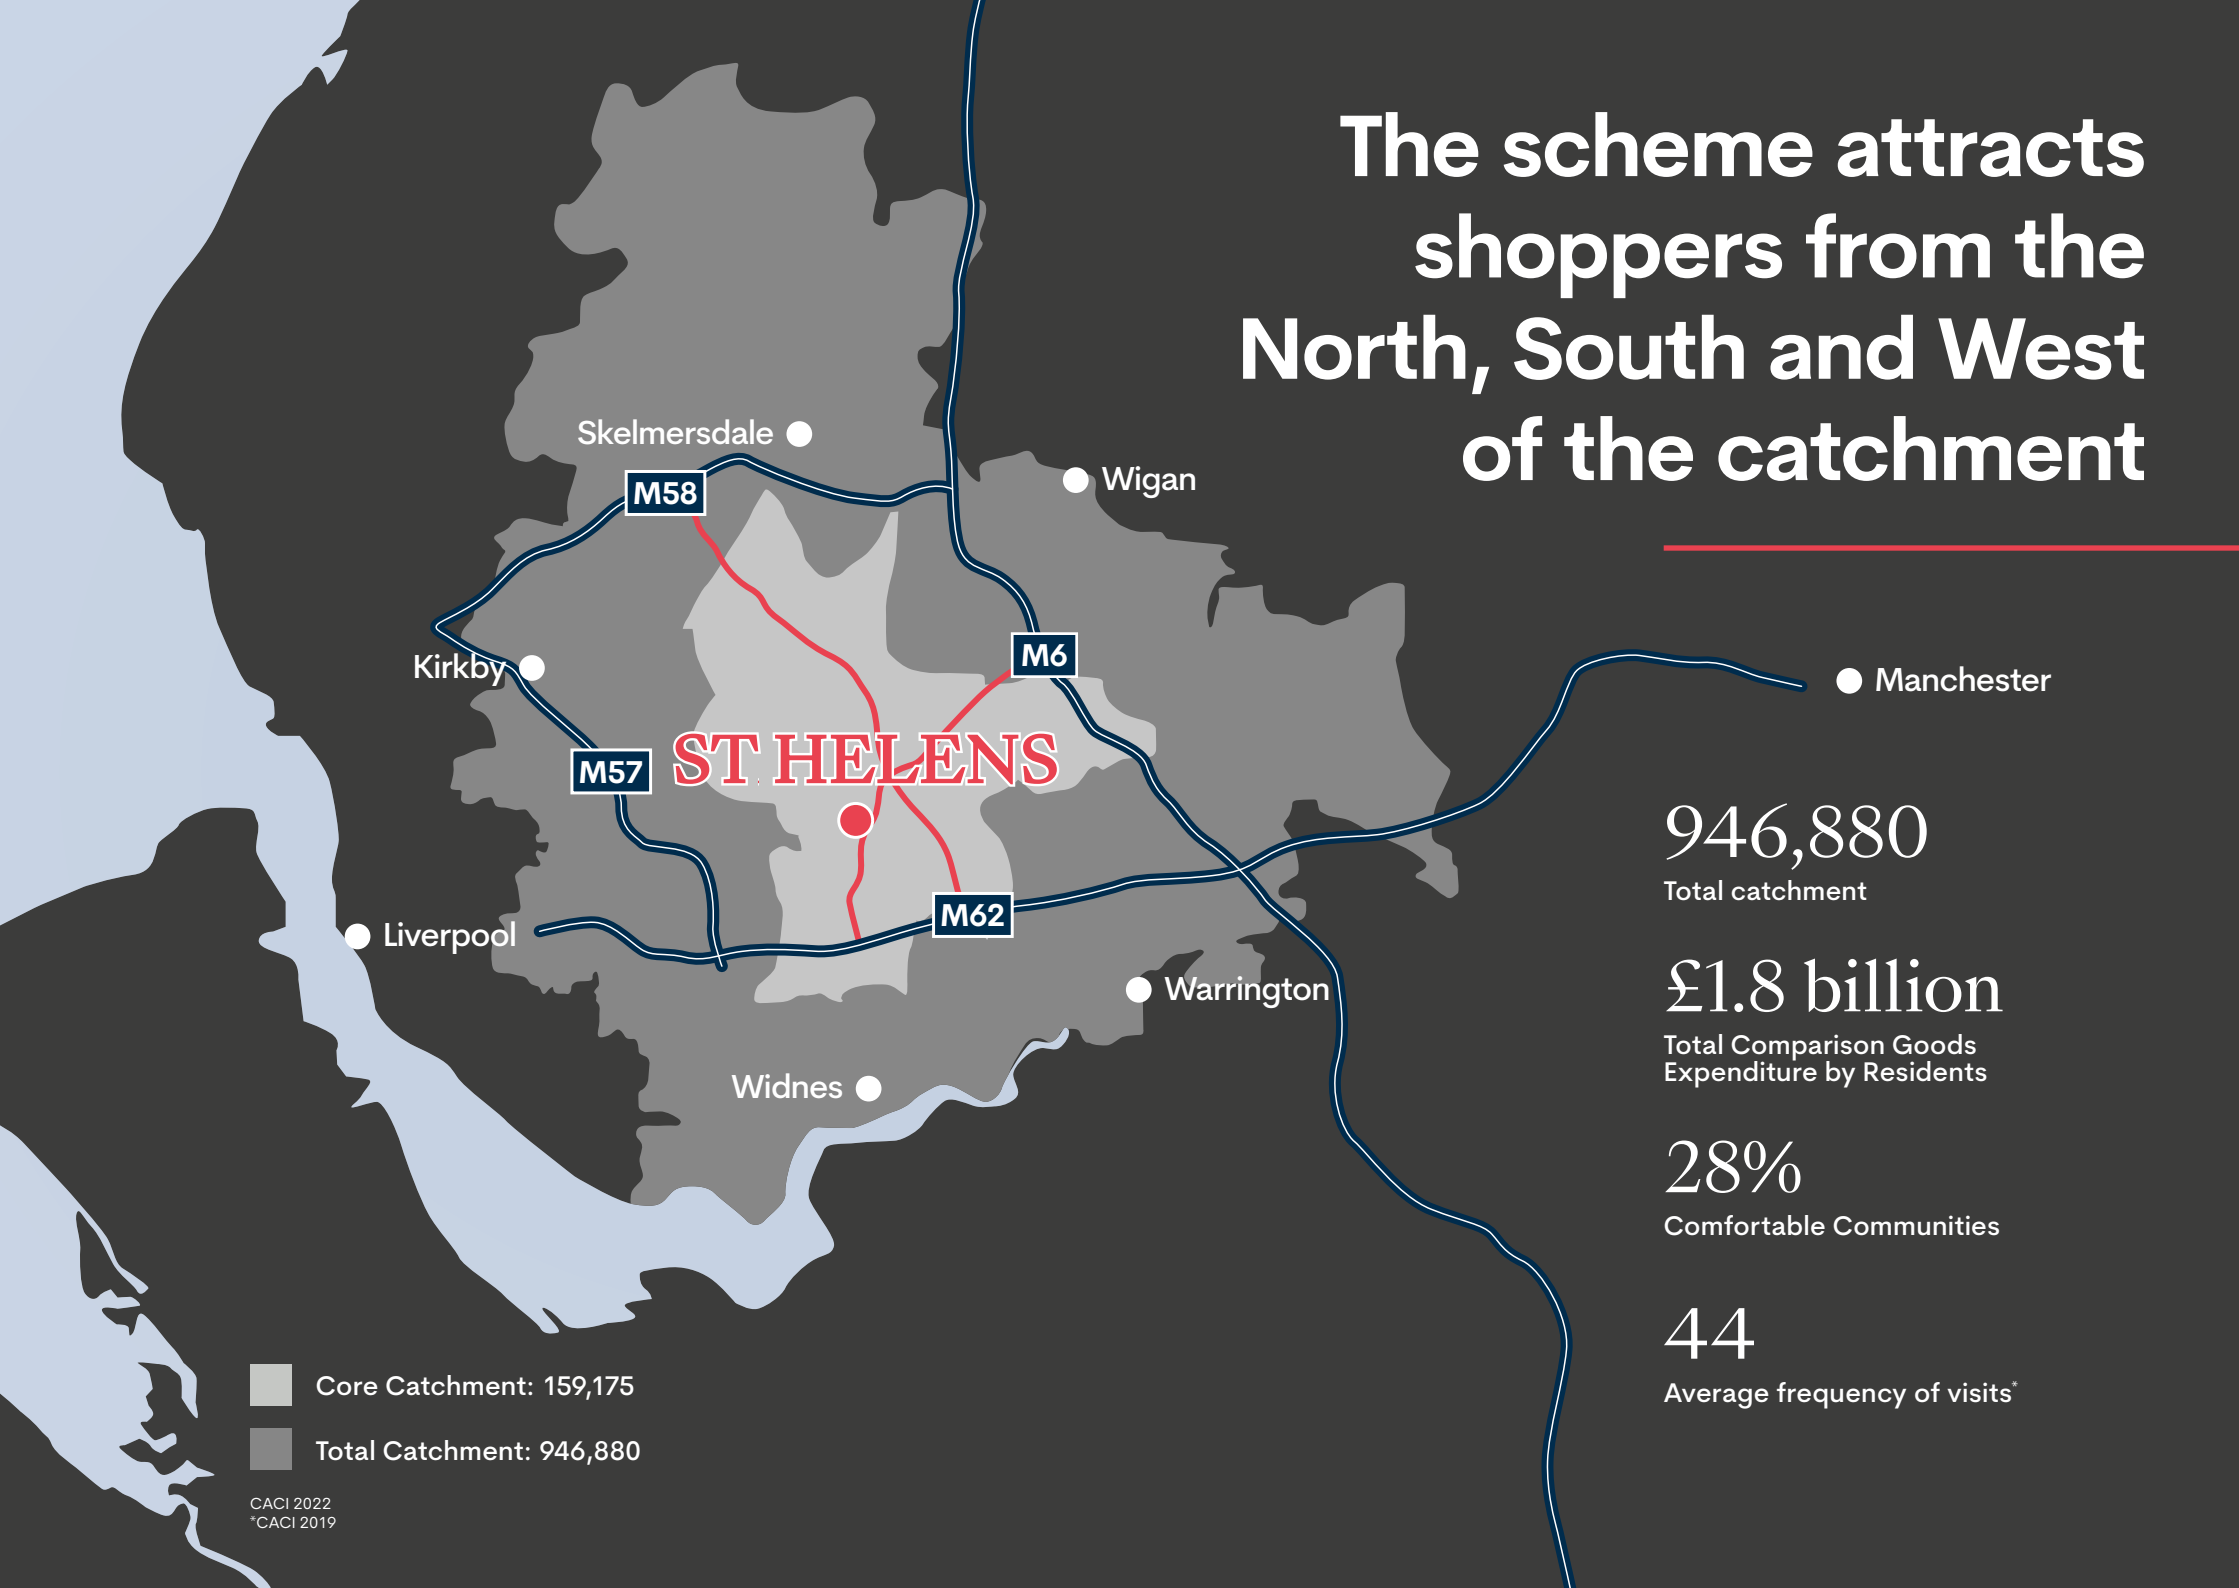 The scheme attracts
shoppers from the
North, South and West
of the catchment
Skelmersdale
Wigan
M58
M6
Kirkby
Manchester
ST HELENS
M57
M62
Liverpool
Warrington
Widnes
946,880
Total catchment
£1.8 billion
Total Comparison Goods
Expenditure by Residents
28%
Comfortable Communities
44
Average frequency of visits*
Core Catchment: 159,175
Total Catchment: 946,880
CACI 2022
*CACI 2019